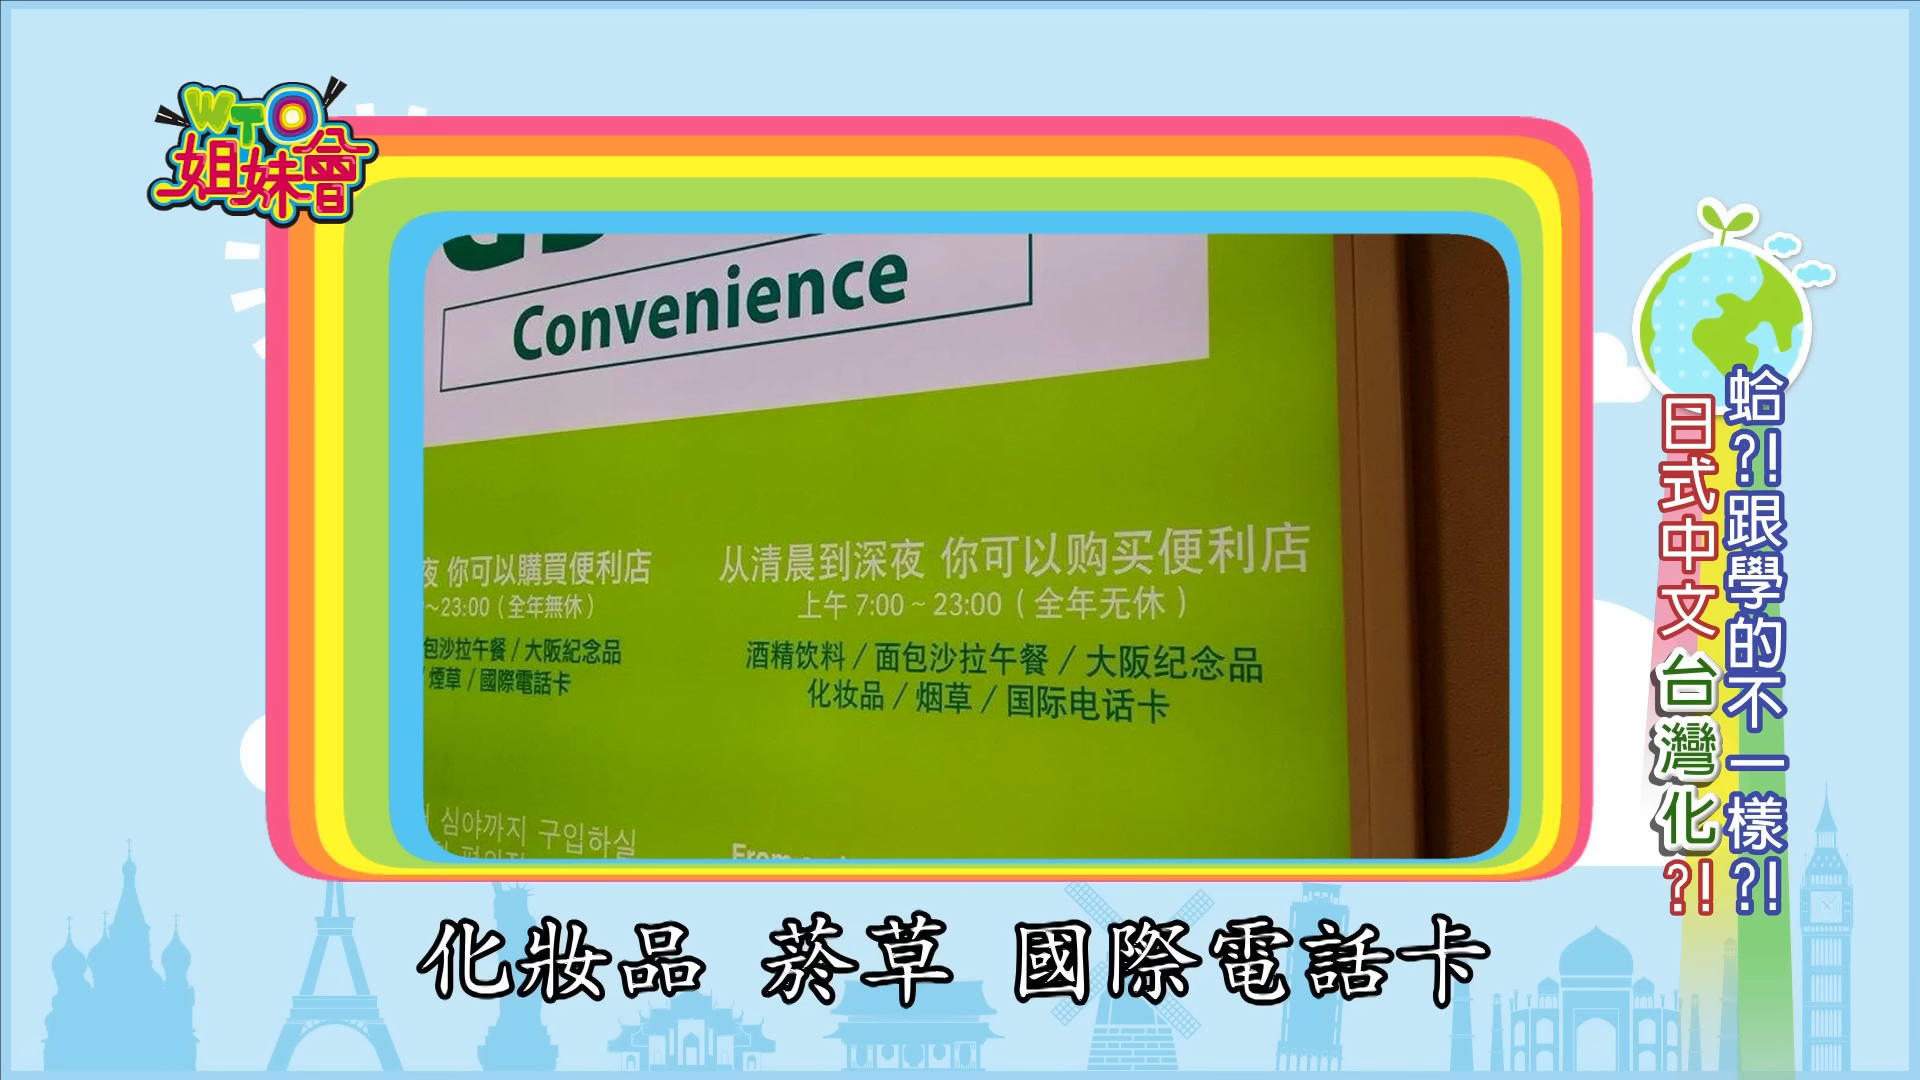 WTO
姐妹會
Convenience
夜 你可以購買便利店
~23:00（全年無休）
包沙拉午餐 / 大阪紀念品
/ 煙草 / 國際電話卡
从清晨到深夜 你可以购买便利店
上午 7:00 ~ 23:00（全年无休）
酒精饮料 / 面包沙拉午餐 / 大阪纪念品
化妆品 / 烟草 / 国际电话卡
심야까지 구입하실
蛤?!跟學的不一樣?!
日式中文 台灣化?!
化妝品 菸草 國際電話卡